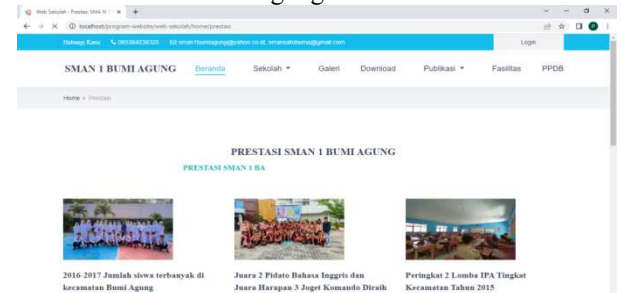 Web Sekolah - Prestasi SMA N 1
localhost/program-website/web-sekolah/home/prestasi
Hubungi Kami
Login
SMAN 1 BUMI AGUNG Beranda Sekolah Galeri Download Publikasi Fasilitas PPDB
Home > Prestasi
PRESTASI SMAN 1 BUMI AGUNG
PRESTASI SMAN 1 BA
2016-2017 Jumlah siswa terbanyak di
kecamatan Bumi Agung
Juara 2 Pidato Bahasa Inggris dan
Juara Harapan 3 Joget Komando Diraih
Peringkat 2 Lomba IPA Tingkat
Kecamatan Tahun 2015